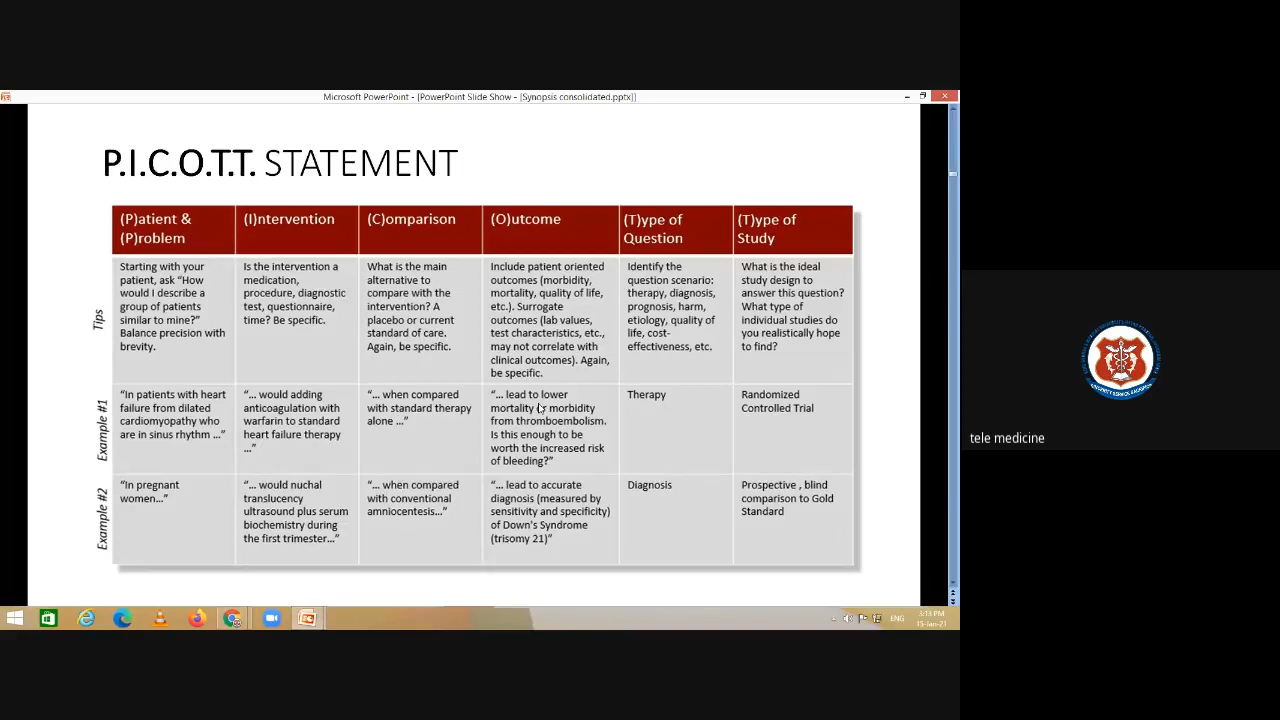 Microsoft PowerPoint - [PowerPoint Slide Show - [Synopsis consolidated.pptx]]
P.I.C.O.T.T. STATEMENT
(P)atient &
(P)roblem
(I)ntervention
(C)omparison
(O)utcome
(T)ype of
Question
(T)ype of
Study
Tips
Starting with your
patient, ask “How
would I describe a
group of patients
similar to mine?”
Balance precision with
brevity.
Is the intervention a
medication,
procedure, diagnostic
test, questionnaire,
time? Be specific.
What is the main
alternative to
compare with the
intervention? A
placebo or current
standard of care.
Again, be specific.
Include patient oriented
outcomes (morbidity,
mortality, quality of life,
etc.). Surrogate
outcomes (lab values,
test characteristics, etc.,
may not correlate with
clinical outcomes). Again,
be specific.
Identify the
question scenario:
therapy, diagnosis,
prognosis, harm,
etiology, quality of
life, cost-
effectiveness, etc.
What is the ideal
study design to
answer this question?
What type of
individual studies do
you realistically hope
to find?
Example #1
“In patients with heart
failure from dilated
cardiomyopathy who
are in sinus rhythm …”
“… would adding
anticoagulation with
warfarin to standard
heart failure therapy
…”
“… when compared
with standard therapy
alone …”
“… lead to lower
mortality or morbidity
from thromboembolism.
Is this enough to be
worth the increased risk
of bleeding?”
Therapy
Randomized
Controlled Trial
Example #2
“In pregnant
women…”
“… would nuchal
translucency
ultrasound plus serum
biochemistry during
the first trimester…”
“… when compared
with conventional
amniocentesis…”
“… lead to accurate
diagnosis (measured by
sensitivity and specificity)
of Down’s Syndrome
(trisomy 21)”
Diagnosis
Prospective , blind
comparison to Gold
Standard
tele medicine
ENG
3:13 PM
15-Jan-21